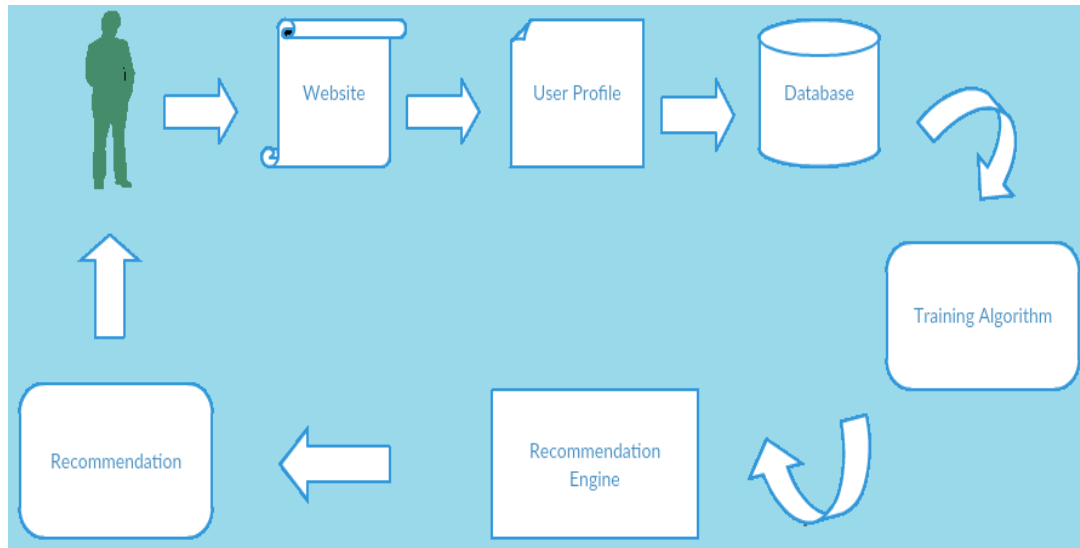 Website
User Profile
Database
Training Algorithm
Recommendation
Engine
Recommendation